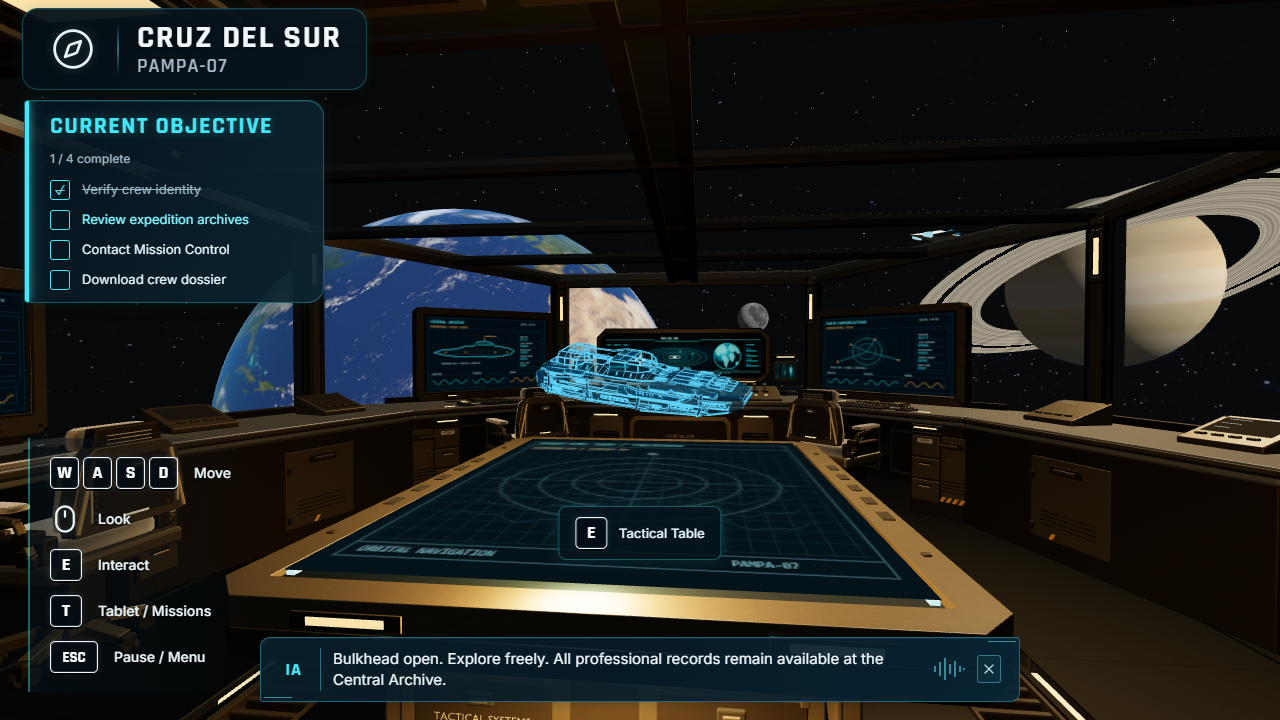 CRUZ DEL SUR
PAMPA-07
CURRENT OBJECTIVE
1 / 4 complete
Verify crew identity
Review expedition archives
Contact Mission Control
Download crew dossier
W A S D Move
Look
E Interact
T Tablet / Missions
ESC Pause / Menu
E Tactical Table
ORBITAL NAVIGATION
PAMPA-07
IA
Bulkhead open. Explore freely. All professional records remain available at the
Central Archive.
TACTICAL SYSTEMS